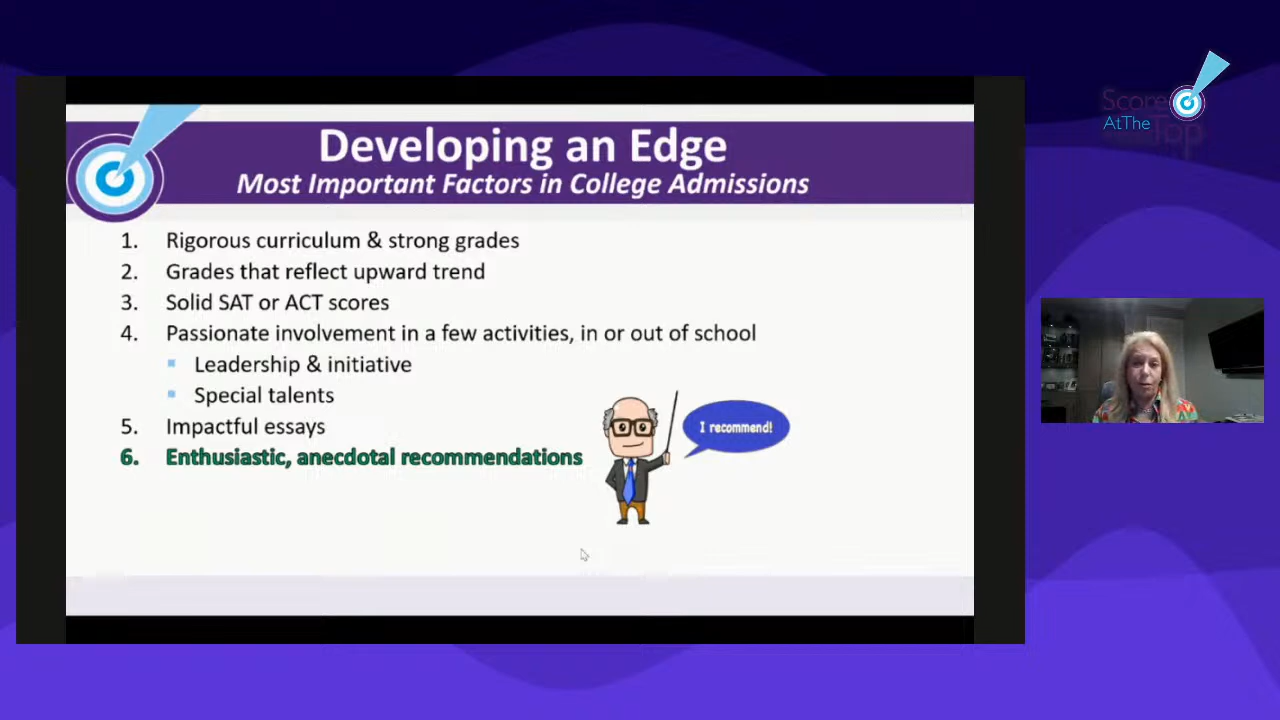 Developing an Edge
Most Important Factors in College Admissions
1. Rigorous curriculum & strong grades
2. Grades that reflect upward trend
3. Solid SAT or ACT scores
4. Passionate involvement in a few activities, in or out of school
Leadership & initiative
Special talents
5. Impactful essays
6. Enthusiastic, anecdotal recommendations
I recommend!
Score
AtThe
Top